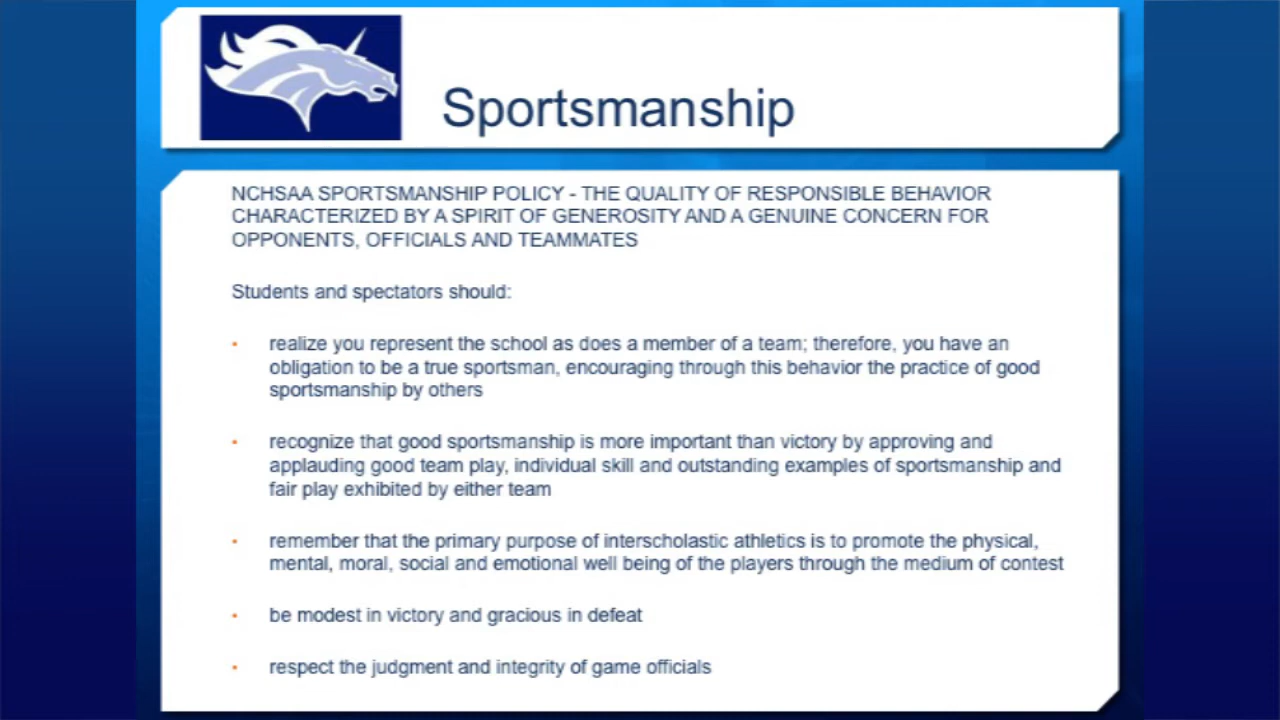 Sportsmanship
NCHSAA SPORTSMANSHIP POLICY - THE QUALITY OF RESPONSIBLE BEHAVIOR
CHARACTERIZED BY A SPIRIT OF GENEROSITY AND A GENUINE CONCERN FOR
OPPONENTS, OFFICIALS AND TEAMMATES
Students and spectators should:
• realize you represent the school as does a member of a team; therefore, you have an
obligation to be a true sportsman, encouraging through this behavior the practice of good
sportsmanship by others
• recognize that good sportsmanship is more important than victory by approving and
applauding good team play, individual skill and outstanding examples of sportsmanship and
fair play exhibited by either team
• remember that the primary purpose of interscholastic athletics is to promote the physical,
mental, moral, social and emotional well being of the players through the medium of contest
• be modest in victory and gracious in defeat
• respect the judgment and integrity of game officials